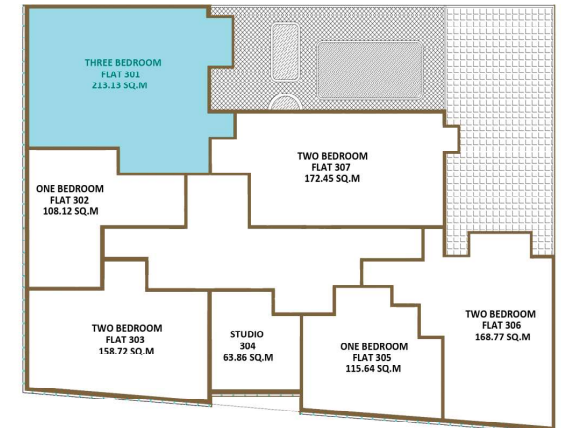 THREE BEDROOM
FLAT 301
213.13 SQ.M
TWO BEDROOM
FLAT 307
172.45 SQ.M
ONE BEDROOM
FLAT 302
108.12 SQ.M
TWO BEDROOM
FLAT 303
158.72 SQ.M
STUDIO
304
63.86 SQ.M
ONE BEDROOM
FLAT 305
115.64 SQ.M
TWO BEDROOM
FLAT 306
168.77 SQ.M